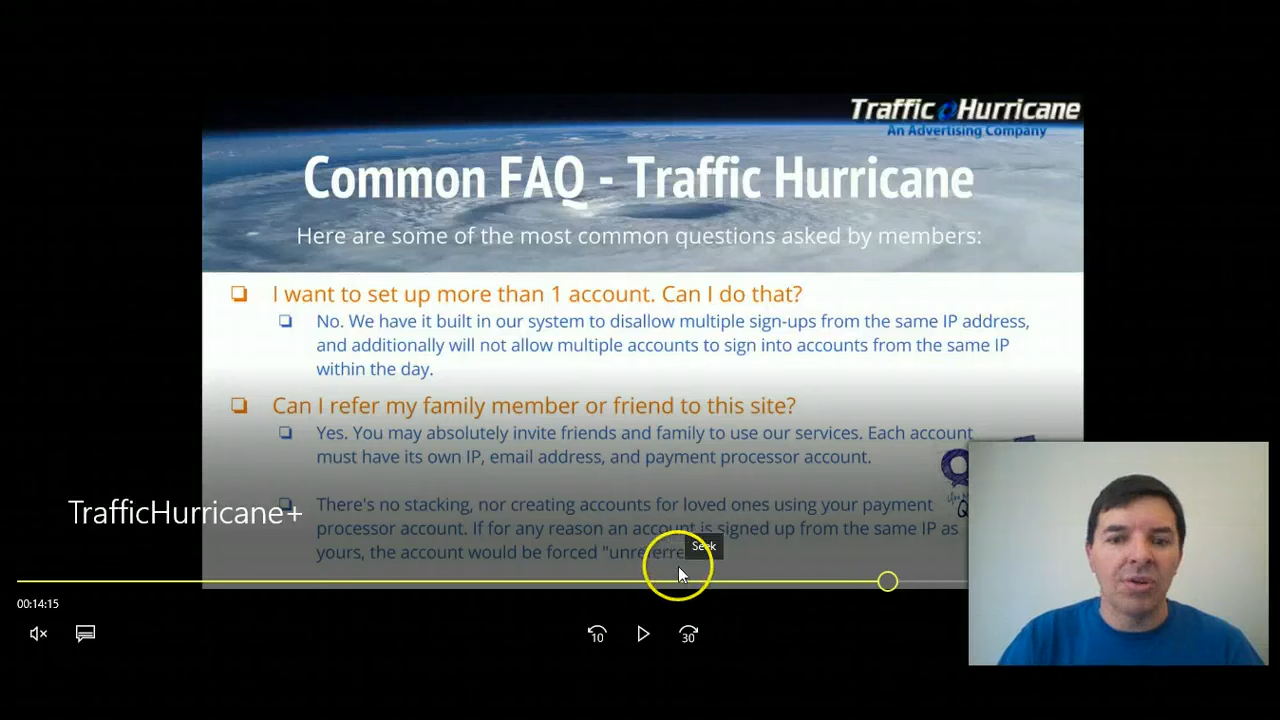 Traffic Hurricane
An Advertising Company
Common FAQ - Traffic Hurricane
Here are some of the most common questions asked by members:
I want to set up more than 1 account. Can I do that?
No. We have it built in our system to disallow multiple sign-ups from the same IP address,
and additionally will not allow multiple accounts to sign into accounts from the same IP
within the day.
Can I refer my family member or friend to this site?
Yes. You may absolutely invite friends and family to use our services. Each account
must have its own IP, email address, and payment processor account.
There's no stacking, nor creating accounts for loved ones using your payment
processor account. If for any reason an account is signed up from the same IP as
yours, the account would be forced
TrafficHurricane+
Seek
00:14:15
10
30